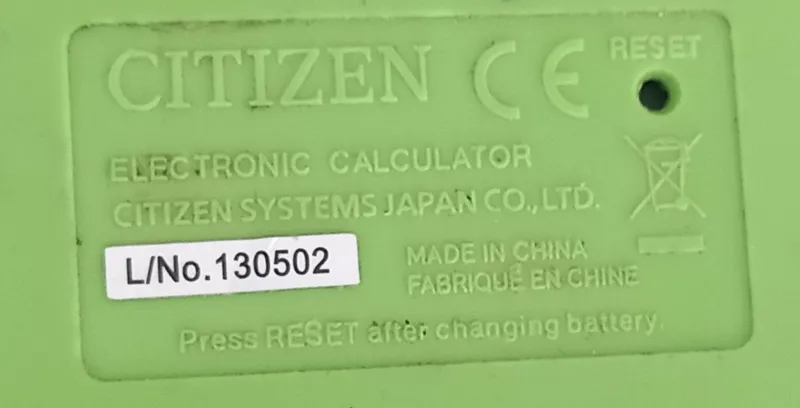 CITIZEN CE RESET
ELECTRONIC CALCULATOR
CITIZEN SYSTEMS JAPAN CO.,LTD.
L/No.130502
MADE IN CHINA
FABRIQUE EN CHINE
Press RESET after changing battery.